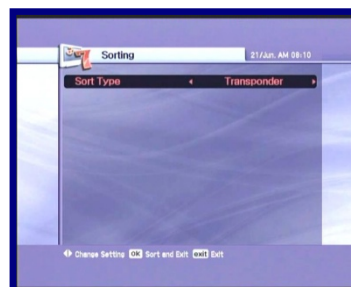 Sorting
21/Jun. AM 08:10
Sort Type Transponder
Change Setting OK Sort and Exit exit Exit